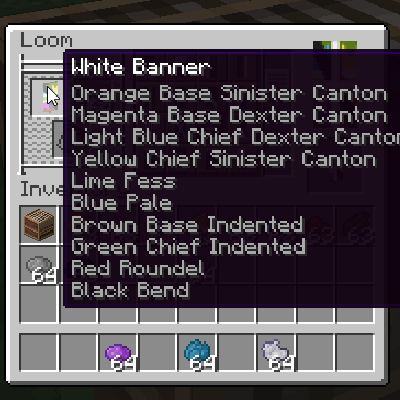 Loom
White Banner
Orange Base Sinister Canton
Magenta Base Dexter Canton
Light Blue Chief Dexter Canton
Yellow Chief Sinister Canton
Lime Fess
Blue Pale
Brown Base Indented
Green Chief Indented
Red Roundel
Black Bend
Inve
63 63
64
64 64 64